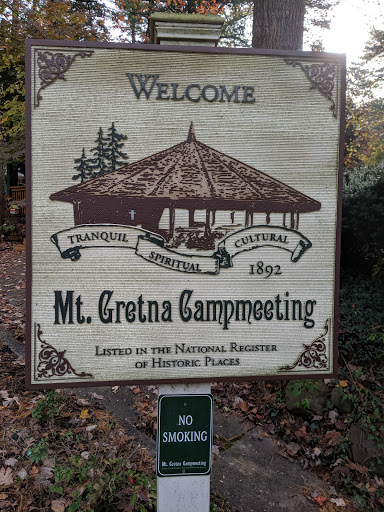 WELCOME
TRANQUIL
SPIRITUAL
CULTURAL
1892
Mt. Gretna Campmeeting
LISTED IN THE NATIONAL REGISTER
OF HISTORIC PLACES
NO
SMOKING
Mt. Gretna Campmeeting